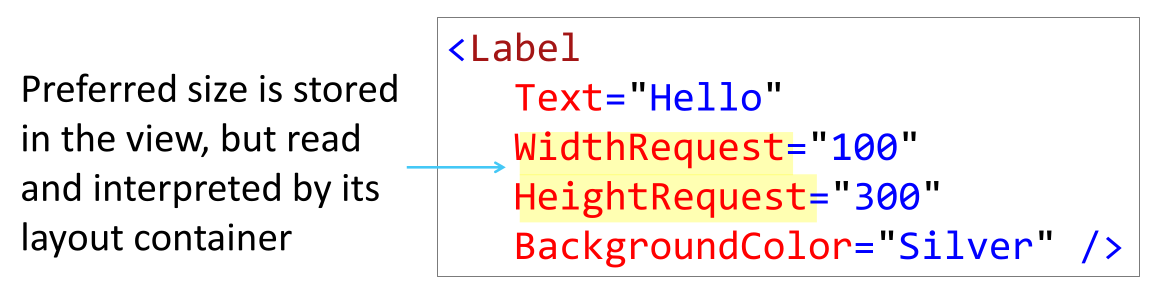 Preferred size is stored
in the view, but read
and interpreted by its
layout container
<Label
Text="Hello"
WidthRequest="100"
HeightRequest="300"
BackgroundColor="Silver" />